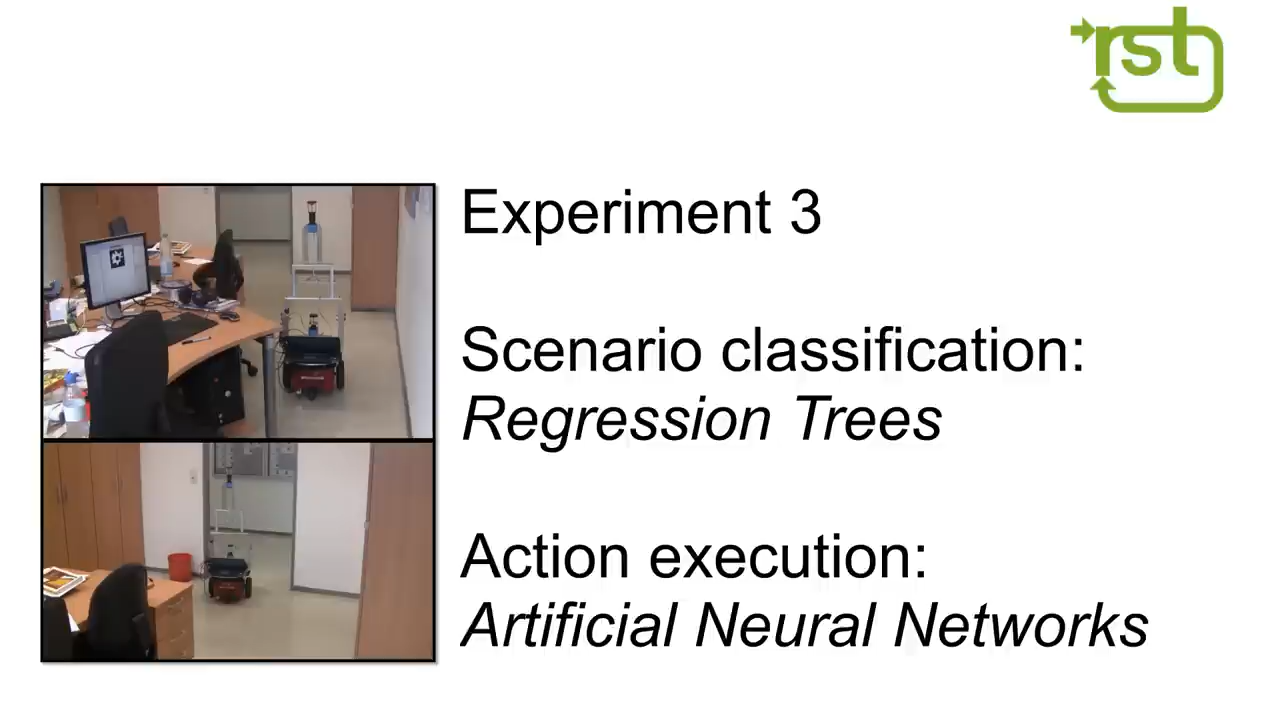 rst
Experiment 3
Scenario classification:
Regression Trees
Action execution:
Artificial Neural Networks